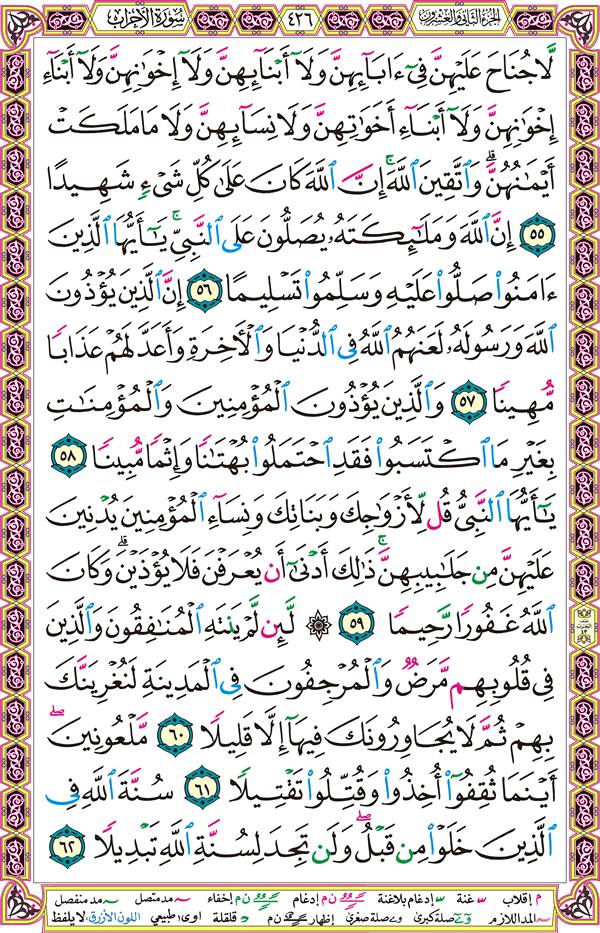 الجزء الثاني والعشرون
٤٢٦
سورة الأحزاب
لَّا جُنَاحَ عَلَيْهِنَّ فِىٓ ءَابَآئِهِنَّ وَلَآ أَبْنَآئِهِنَّ وَلَآ إِخْوَٰنِهِنَّ وَلَآ أَبْنَآءِ
إِخْوَٰنِهِنَّ وَلَآ أَبْنَآءِ أَخَوَٰتِهِنَّ وَلَا نِسَآئِهِنَّ وَلَا مَا مَلَكَتْ
أَيْمَٰنُهُنَّ ۗ وَٱتَّقِينَ ٱللَّهَ ۚ إِنَّ ٱللَّهَ كَانَ عَلَىٰ كُلِّ شَىْءٍ شَهِيدًا
٥٥ إِنَّ ٱللَّهَ وَمَلَٰٓئِكَتَهُۥ يُصَلُّونَ عَلَى ٱلنَّبِىِّ ۚ يَٰٓأَيُّهَا ٱلَّذِينَ
ءَامَنُوا۟ صَلُّوا۟ عَلَيْهِ وَسَلِّمُوا۟ تَسْلِيمًا ٥٦ إِنَّ ٱلَّذِينَ يُؤْذُونَ
ٱللَّهَ وَرَسُولَهُۥ لَعَنَهُمُ ٱللَّهُ فِى ٱلدُّنْيَا وَٱلْءَاخِرَةِ وَأَعَدَّ لَهُمْ عَذَابًا
مُّهِينًا ٥٧ وَٱلَّذِينَ يُؤْذُونَ ٱلْمُؤْمِنِينَ وَٱلْمُؤْمِنَٰتِ
بِغَيْرِ مَا ٱكْتَسَبُوا۟ فَقَدِ ٱحْتَمَلُوا۟ بُهْتَٰنًا وَإِثْمًا مُّبِينًا ٥٨
يَٰٓأَيُّهَا ٱلنَّبِىُّ قُل لِّأَزْوَٰجِكَ وَبَنَاتِكَ وَنِسَآءِ ٱلْمُؤْمِنِينَ يُدْنِينَ
عَلَيْهِنَّ مِن جَلَٰبِيبِهِنَّ ۚ ذَٰلِكَ أَدْنَىٰٓ أَن يُعْرَفْنَ فَلَا يُؤْذَيْنَ ۗ وَكَانَ
ٱللَّهُ غَفُورًا رَّحِيمًا ٥٩ ۞ لَّئِن لَّمْ يَنتَهِ ٱلْمُنَٰفِقُونَ وَٱلَّذِينَ
فِى قُلُوبِهِم مَّرَضٌ وَٱلْمُرْجِفُونَ فِى ٱلْمَدِينَةِ لَنُغْرِيَنَّكَ
بِهِمْ ثُمَّ لَا يُجَاوِرُونَكَ فِيهَآ إِلَّا قَلِيلًا ٦٠ مَّلْعُونِينَ ۖ
أَيْنَمَا ثُقِفُوٓا۟ أُخِذُوا۟ وَقُتِّلُوا۟ تَقْتِيلًا ٦١ سُنَّةَ ٱللَّهِ فِى
ٱلَّذِينَ خَلَوْا۟ مِن قَبْلُ ۖ وَلَن تَجِدَ لِسُنَّةِ ٱللَّهِ تَبْدِيلًا ٦٢
م إقلاب غنة إدغام بلاغنة ن م إدغام ن م إخفاء مد متصل مد منفصل
المد اللازم صلة كبرى صلة صغرى إظهار ن م قلقلة اوى طبيعي اللون الأزرق: لا يلفظ